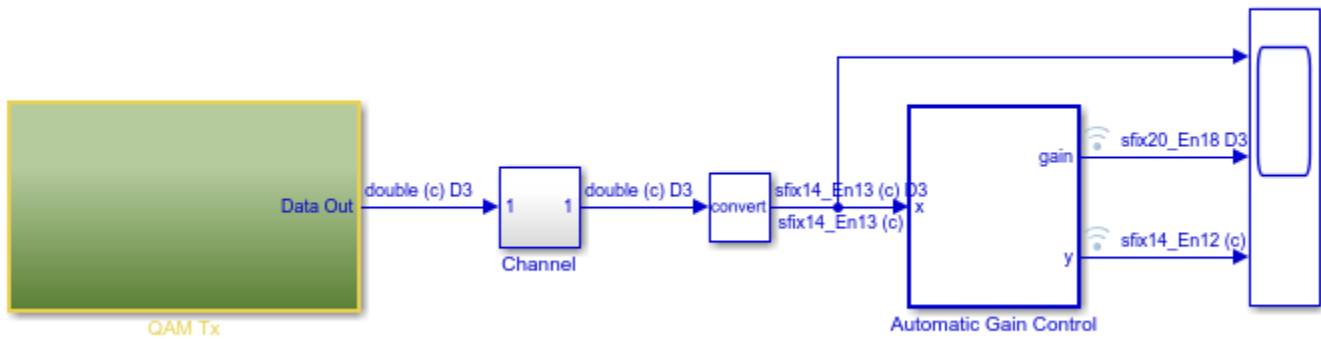 Data Out
QAM Tx
double (c) D3
1 1
Channel
double (c) D3
convert
sfix14_En13 (c) D3
sfix14_En13 (c)
x
gain
y
Automatic Gain Control
sfix20_En18 D3
sfix14_En12 (c)